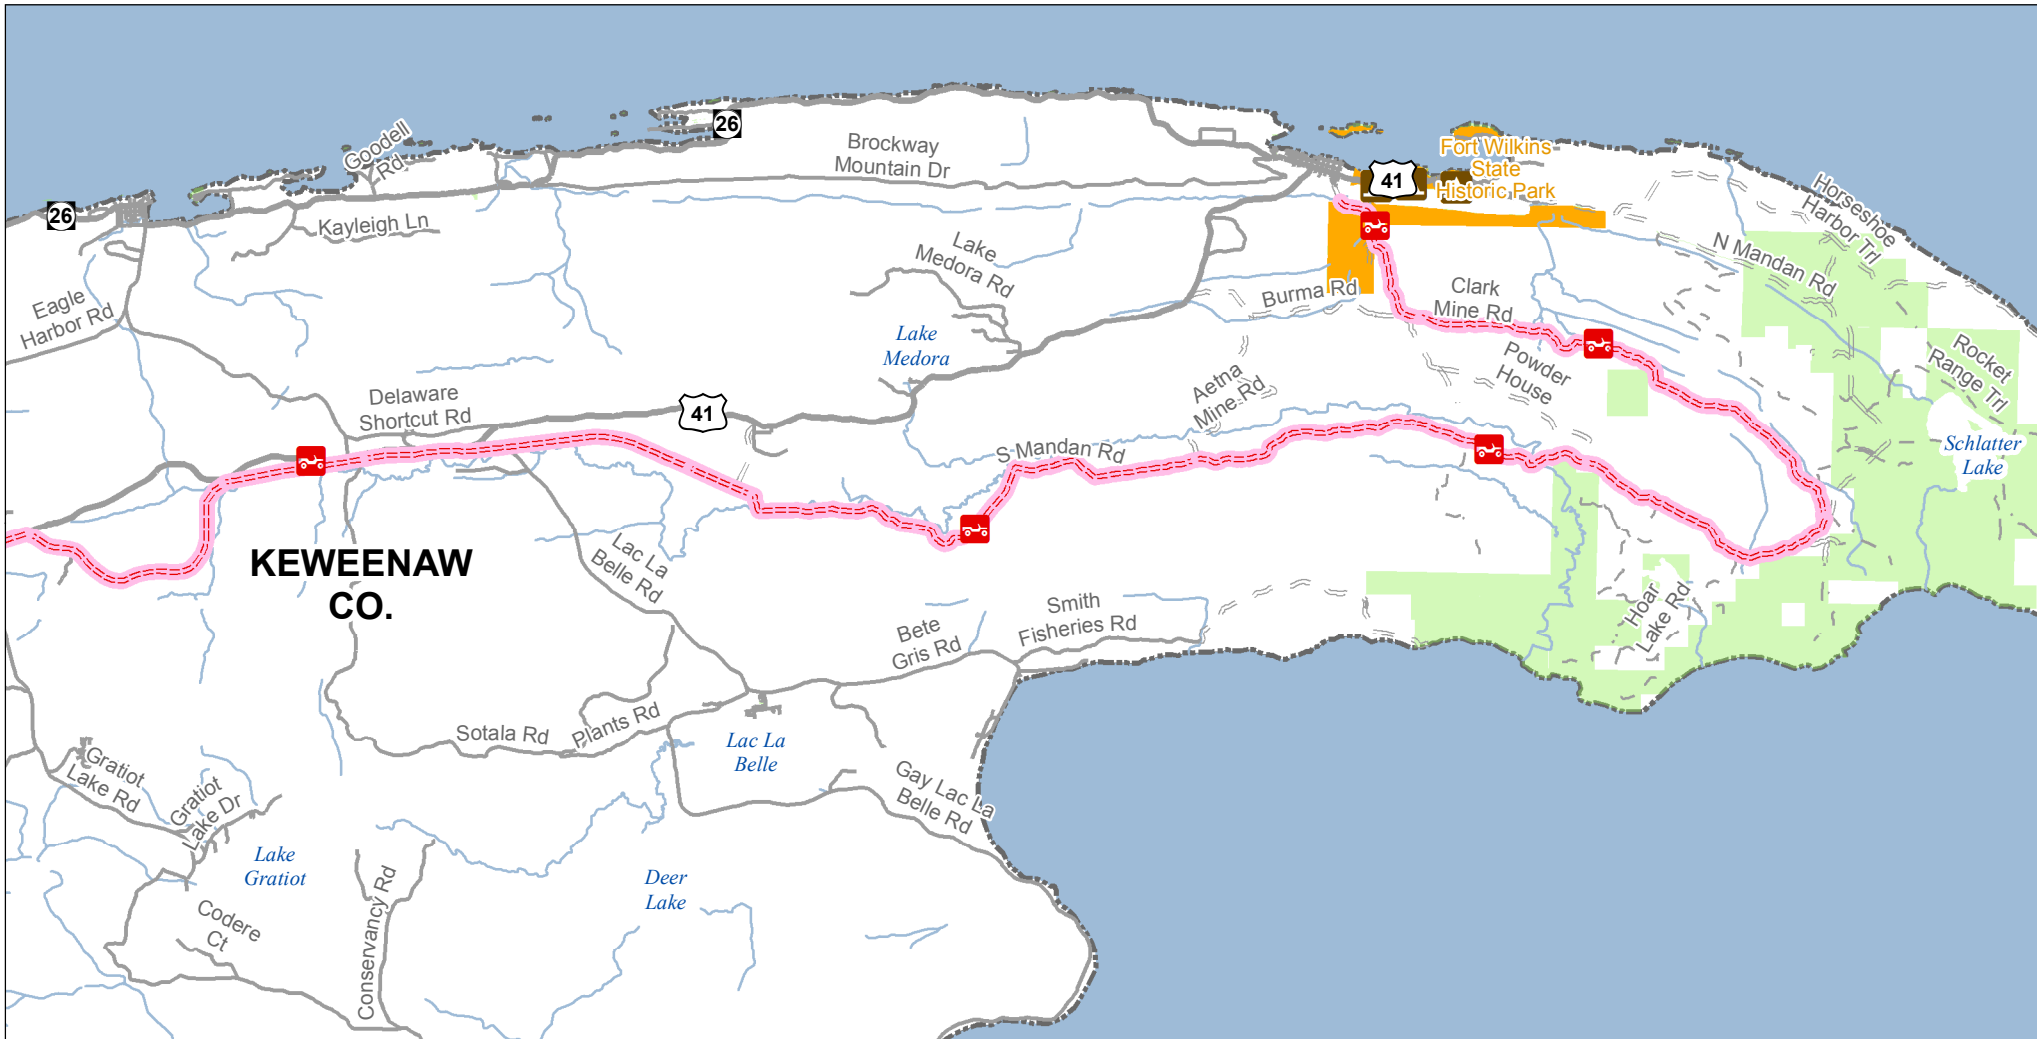 26
Goodell
Rd
Brockway
Mountain Dr
41
Fort Wilkins
State
Historic Park
26
Kayleigh Ln
Horseshoe
Harbor Trl
N Mandan Rd
Lake
Medora Rd
Eagle
Harbor Rd
Burma Rd
Clark
Mine Rd
Lake
Medora
Rocket
Range Trl
Powder
House
Aetna
Mine Rd
Delaware
Shortcut Rd
41
S Mandan Rd
Schlatter
Lake
KEWEENAW
CO.
Lac La
Belle Rd
Hoar
Lake Rd
Smith
Fisheries Rd
Bete
Gris Rd
Sotala Rd
Plants Rd
Lac La
Belle
Gratiot
Lake Rd
Gratiot
Lake Dr
Gay Lac La
Belle Rd
Lake
Gratiot
Deer
Lake
Conservancy Rd
Codere
Ct